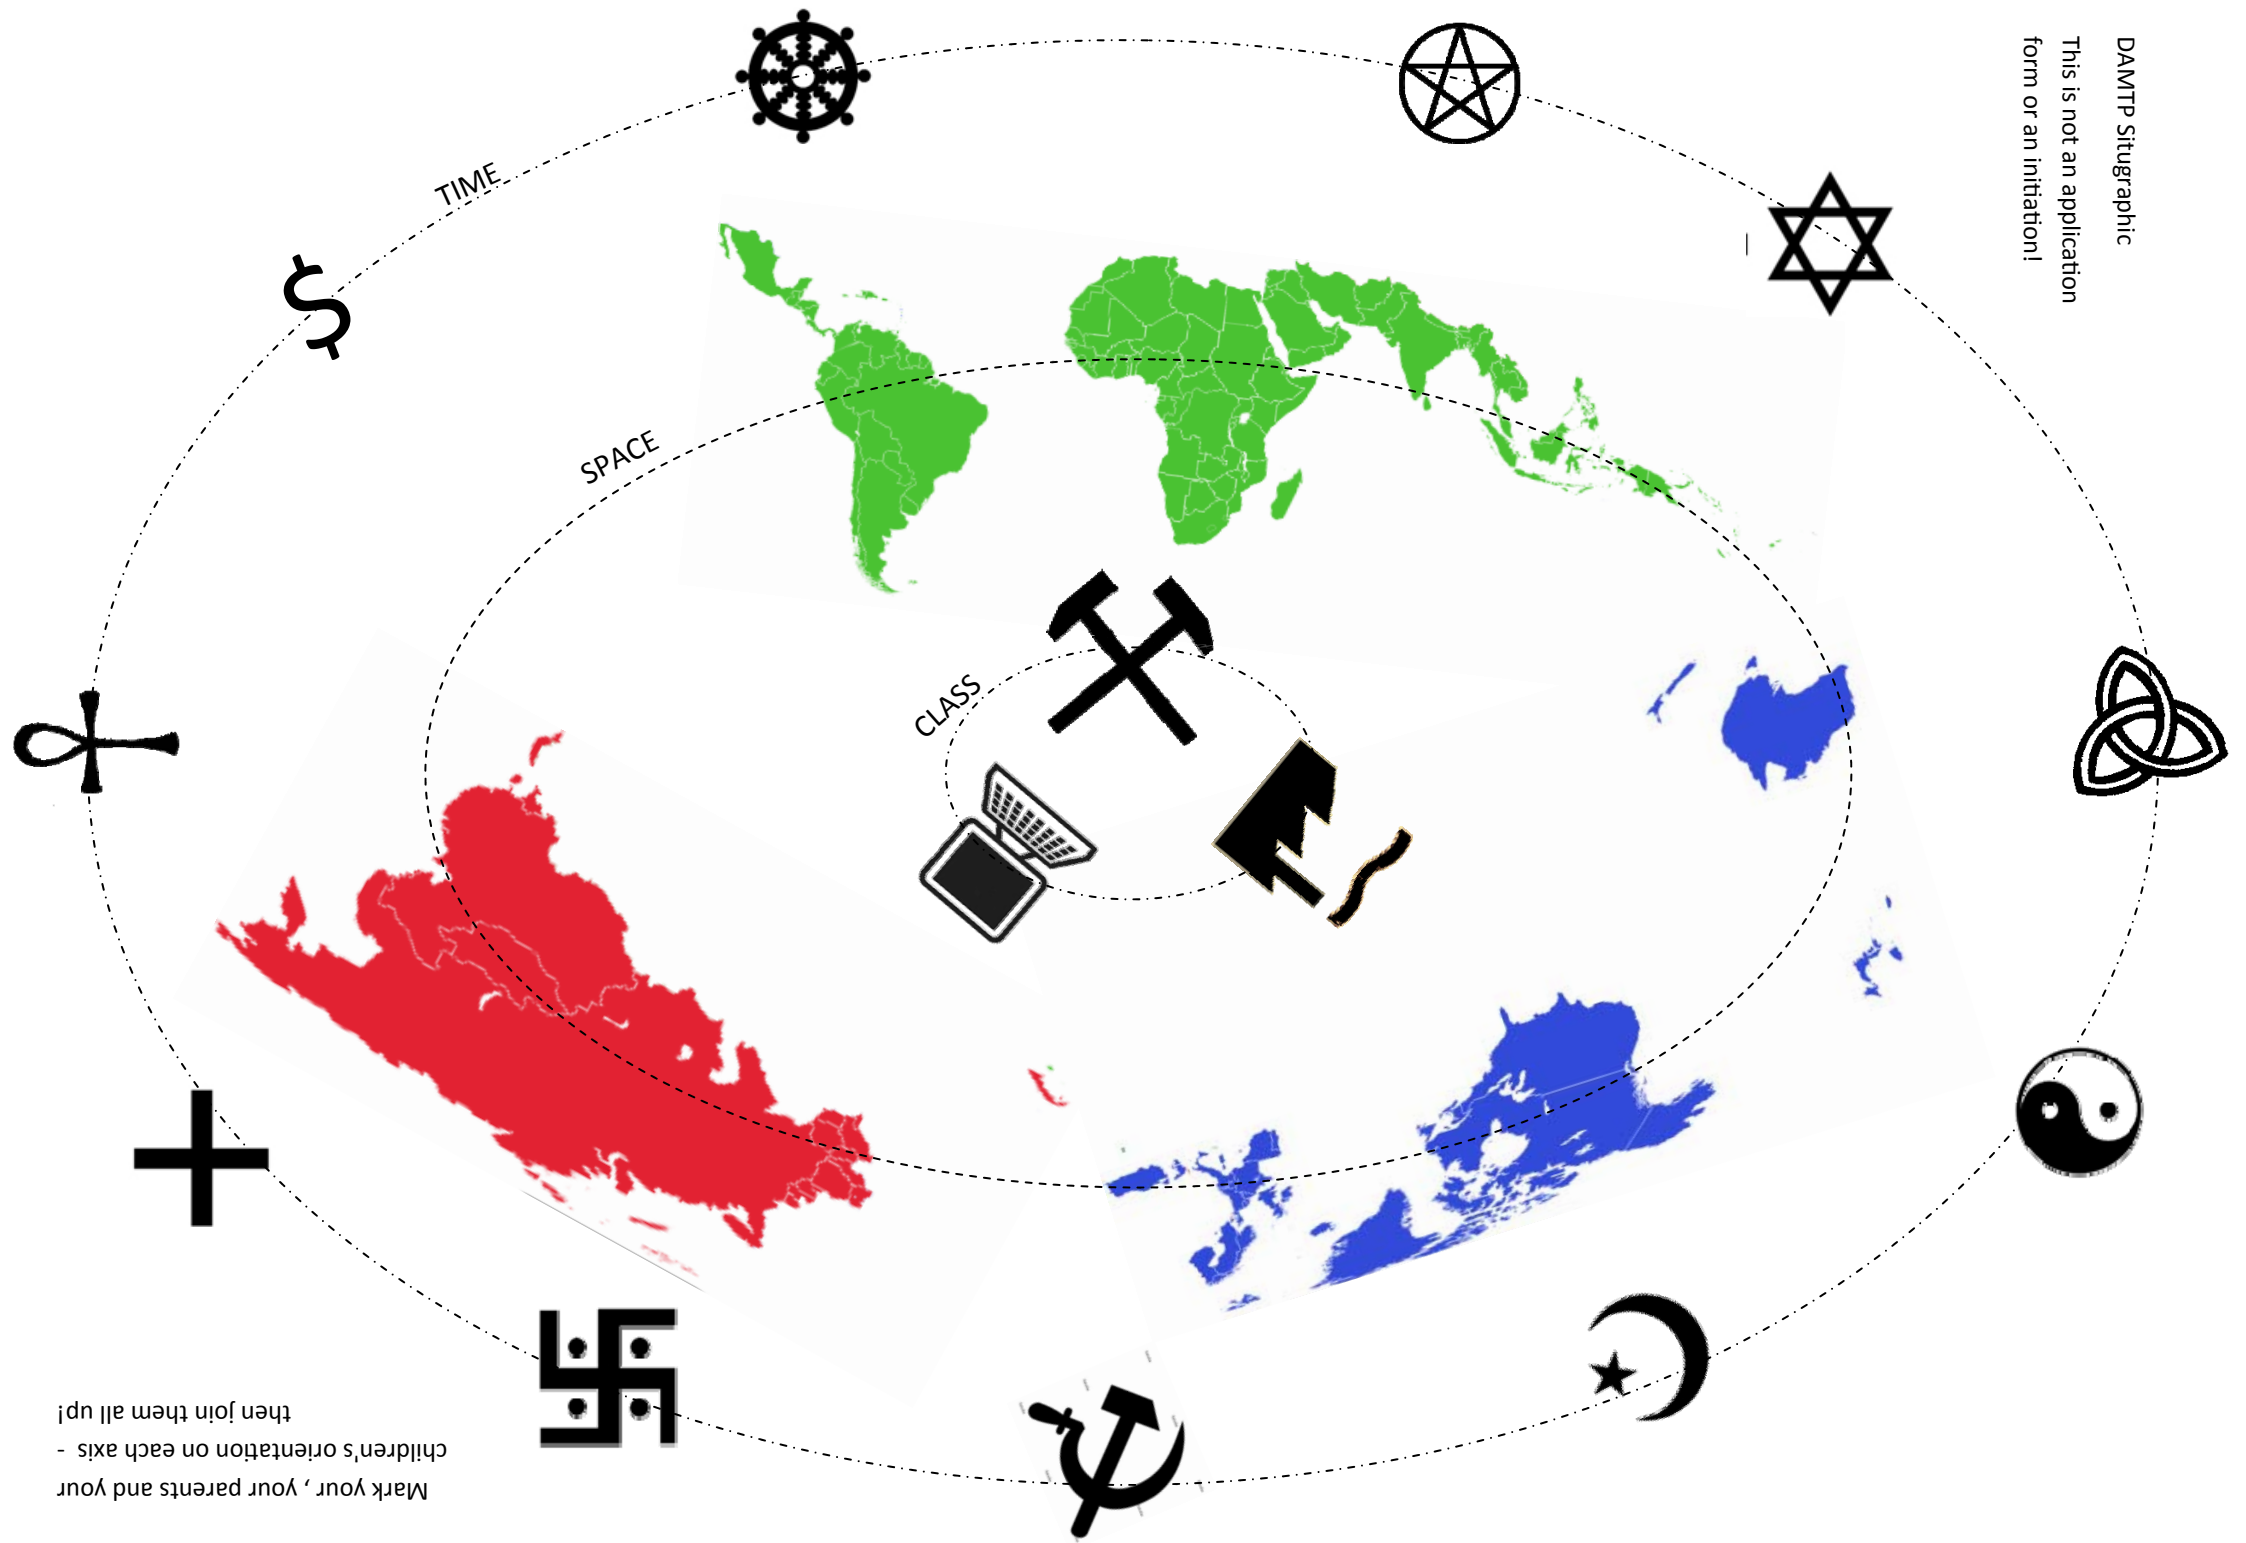 DAMTP Situgraphic
This is not an application
form or an initiation!
TIME
$
SPACE
CLASS
Mark your , your parents and your
children's orientation on each axis -
then join them all up!